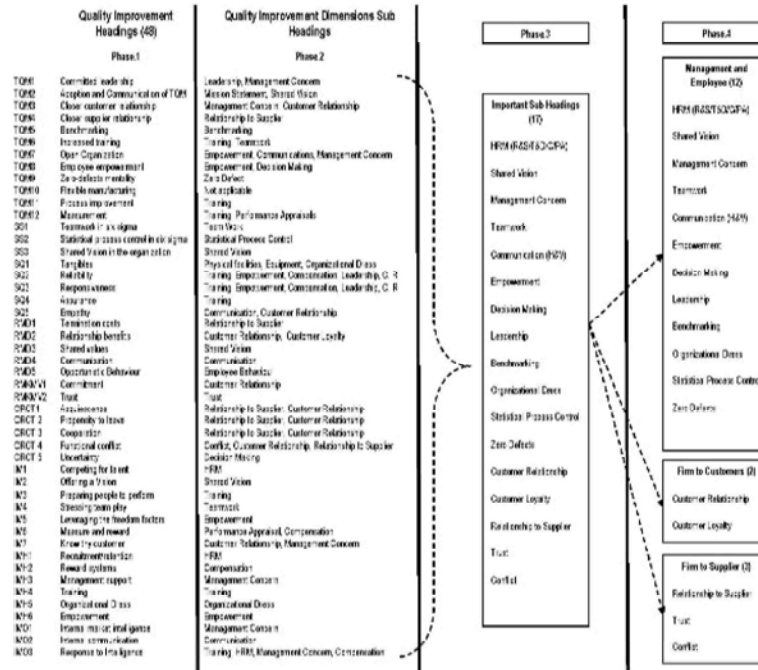 Quality Improvement
Headings (48)
Phase.1
TQM1 Committed leadership
TQM2 Adoption and Communication of TQM
TQM3 Closer customer relationship
TQM4 Closer supplier relationship
TQM5 Benchmarking
TQM6 Increased training
TQM7 Open Organization
TQM8 Employee empowerment
TQM9 Zero-defects mentality
TQM10 Flexible manufacturing
TQM11 Process improvement
TQM12 Measurement
SS1 Teamwork in six sigma
SS2 Statistical process control in six sigma
SS3 Shared Vision in the organization
SQ1 Tangibles
SQ2 Reliability
SQ3 Responsiveness
SQ4 Assurance
SQ5 Empathy
RMD1 Termination costs
RMD2 Relationship benefits
RMD3 Shared values
RMD4 Communication
RMD5 Opportunistic Behaviour
RMKMV1 Commitment
RMKMV2 Trust
CRCT 1 Acquiescence
CRCT 2 Propensity to leave
CRCT 3 Cooperation
CRCT 4 Functional conflict
CRCT 5 Uncertainty
IM1 Competing for talent
IM2 Offering a Vision
IM3 Preparing people to perform
IM4 Stressing team play
IM5 Leveraging the freedom factors
IM6 Measure and reward
IM7 Know thy customer
IMH1 Recruitment/retention
IMH2 Reward systems
IMH3 Management support
IMH4 Training
IMH5 Organizational Dress
IMH6 Empowerment
IMO1 Internal market intelligence
IMO2 Internal communication
IMO3 Response to Intelligence
Quality Improvement Dimensions Sub
Headings
Phase.2
Leadership, Management Concern
Mission Statement, Shared Vision
Management Concern, Customer Relationship
Relationship to Supplier
Benchmarking
Training, Teamwork
Empowerment, Communications, Management Concern
Empowerment, Decision Making
Zero Defect
Not applicable
Training
Training, Performance Appraisals
Team Work
Statistical Process Control
Shared Vision
Physical facilities, Equipment, Organizational Dress
Training, Empowerment, Compensation, Leadership, C. R
Training, Empowerment, Compensation, Leadership, C. R
Training
Communication, Customer Relationship
Relationship to Supplier
Customer Relationship, Customer Loyalty
Shared Vision
Communication
Employee Behaviour
Customer Relationship
Trust
Relationship to Supplier, Customer Relationship
Relationship to Supplier, Customer Relationship
Relationship to Supplier, Customer Relationship
Conflict, Customer Relationship, Relationship to Supplier
Decision Making
HRM
Shared Vision
Training
Teamwork
Empowerment
Performance Appraisal, Compensation
Customer Relationship, Management Concern
HRM
Compensation
Management Concern
Training
Organizational Dress
Empowerment
Management Concern
Communication
Training, HRM, Management Concern, Compensation
Phase.3
Important Sub Headings
(17)
HRM (R&S/T&D/C/PA)
Shared Vision
Management Concern
Teamwork
Communication (H&V)
Empowerment
Decision Making
Leadership
Benchmarking
Organizational Dress
Statistical Process Control
Zero Defects
Customer Relationship
Customer Loyalty
Relationship to Supplier
Trust
Conflict
Phase.4
Management and
Employee (12)
HRM (R&S/T&D/C/PA)
Shared Vision
Management Concern
Teamwork
Communication (H&V)
Empowerment
Decision Making
Leadership
Benchmarking
Organizational Dress
Statistical Process Control
Zero Defects
Firm to Customers (2)
Customer Relationship
Customer Loyalty
Firm to Supplier (3)
Relationship to Supplier
Trust
Conflict